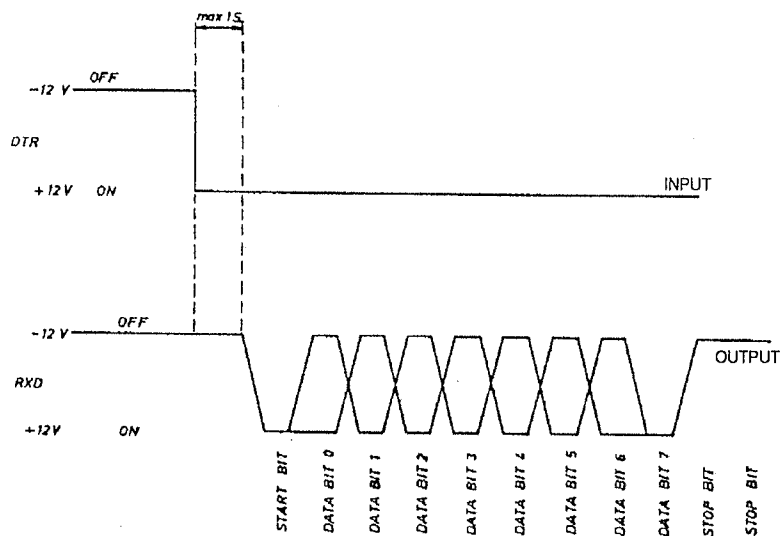 max 1S
OFF
-12 V
DTR
+12V ON
INPUT
OFF
-12 V
OUTPUT
RXD
+12V ON
START BIT
DATA BIT 0
DATA BIT 1
DATA BIT 2
DATA BIT 3
DATA BIT 4
DATA BIT 5
DATA BIT 6
DATA BIT 7
STOP BIT
STOP BIT